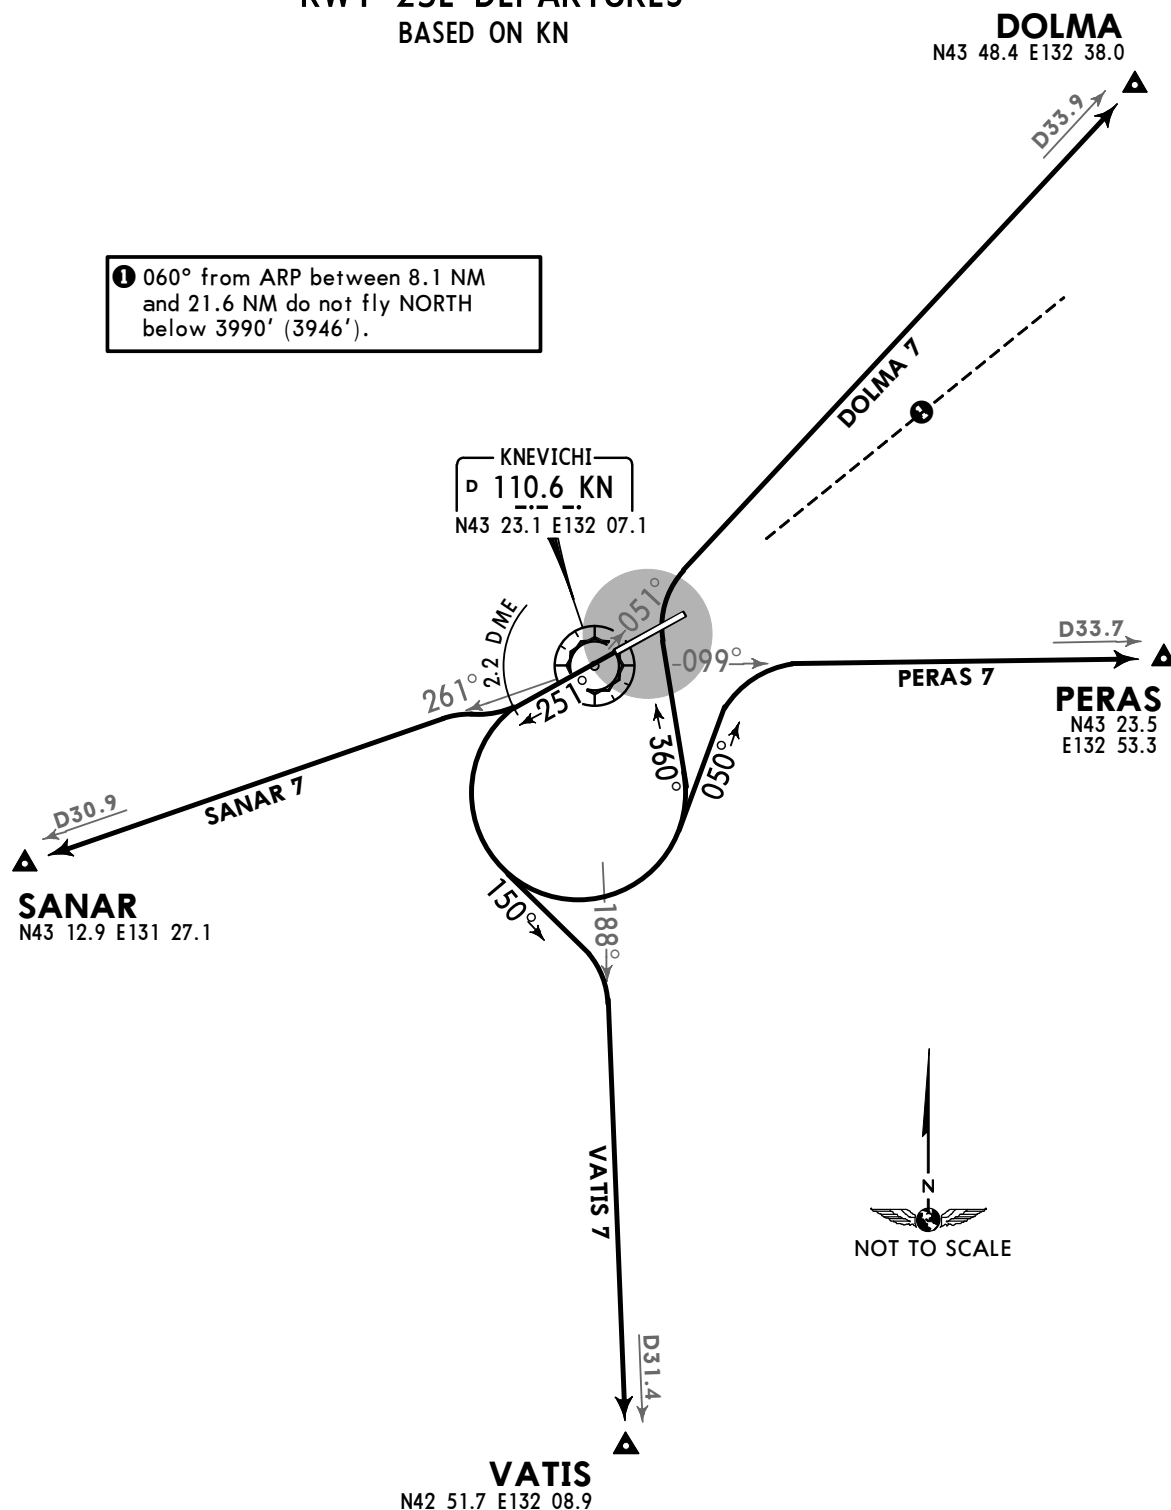 BASED ON KN
DOLMA
N43 48.4 E132 38.0
D33.9
1 060° from ARP between 8.1 NM
and 21.6 NM do not fly NORTH
below 3990' (3946').
DOLMA 7
1
KNEVICHI
D 110.6 KN
N43 23.1 E132 07.1
2.2 DME
051°
099°
D33.7
PERAS 7
PERAS
N43 23.5
E132 53.3
261°
251°
360°
050°
SANAR 7
D30.9
SANAR
N43 12.9 E131 27.1
150°
188°
VATIS 7
N
NOT TO SCALE
D31.4
VATIS
N42 51.7 E132 08.9